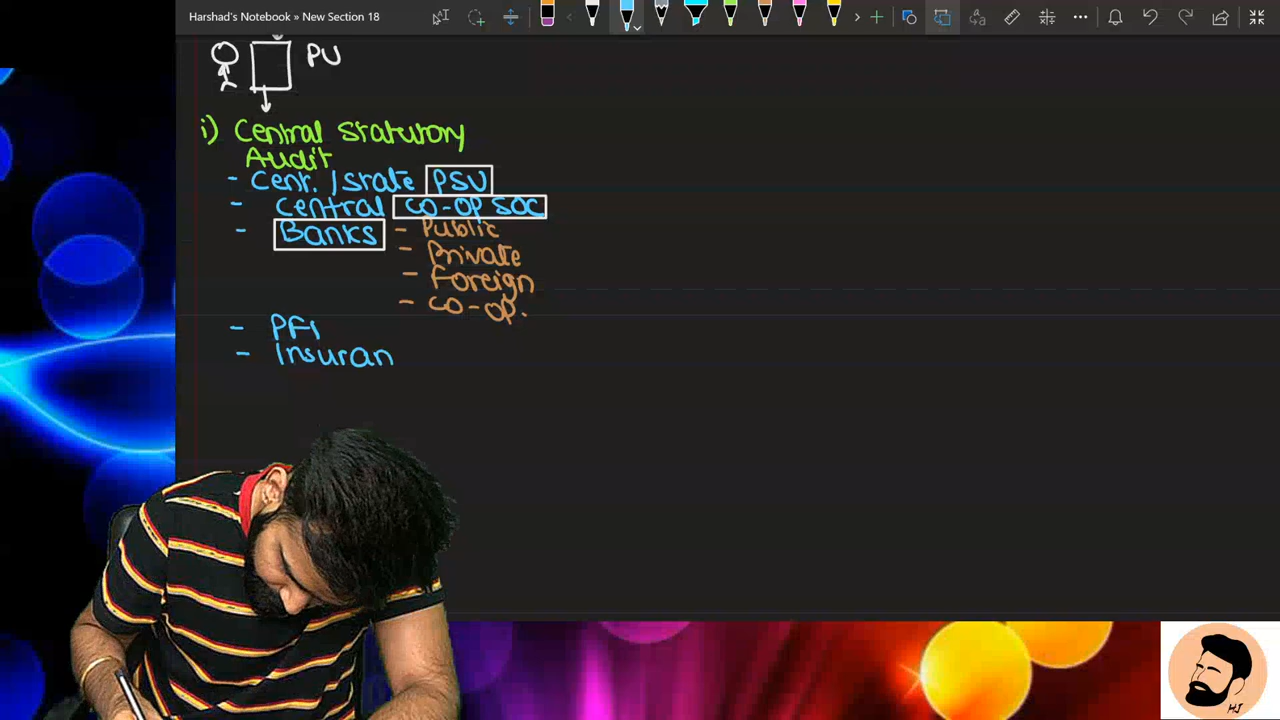 Harshad's Notebook » New Section 18
PU
i) Central Statutory
Audit
- Cent. / State PSU
- Central CO-OP SOC
- Banks - Public
- Private
- Foreign
- CO-OP.
- PFI
- Insuran
HJ